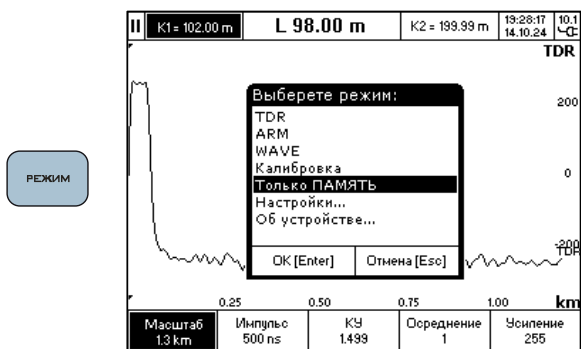 K1 = 102.00 m
L 98.00 m
K2 = 199.99 m
19:28:17
14.10.24
10.1
TDR
200
РЕЖИМ
Выберете режим:
TDR
ARM
WAVE
Калибровка
Только ПАМЯТЬ
Настройки...
Об устройстве...
OK [Enter]
Отмена [Esc]
0
-200
TDR
0.25
0.50
0.75
1.00
km
Масштаб
1.3 km
Импульс
500 ns
КУ
1.499
Осреднение
1
Усиление
255